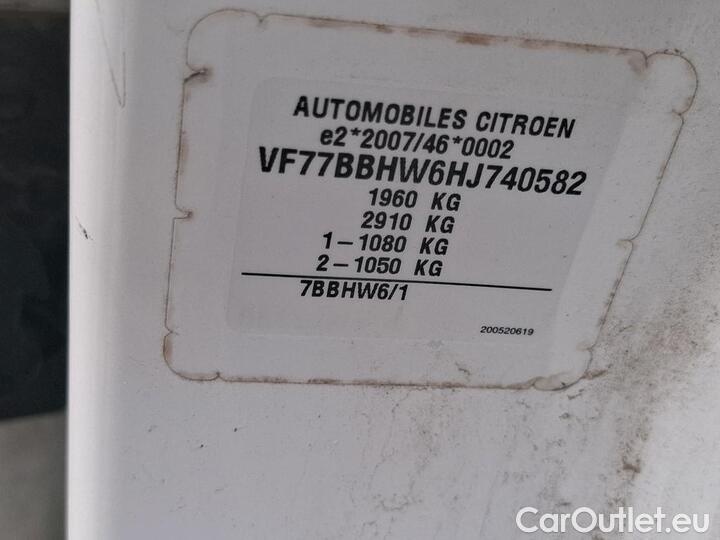 AUTOMOBILES CITROEN
e2*2007/46*0002
VF77BBHW6HJ740582
1960 KG
2910 KG
1-1080 KG
2-1050 KG
7BBHW6/1
200520619
CarOutlet.eu